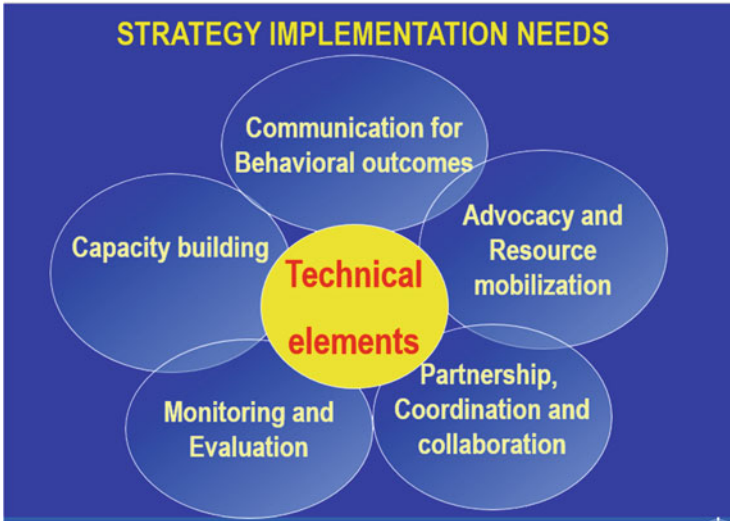 STRATEGY IMPLEMENTATION NEEDS
Communication for
Behavioral outcomes
Advocacy and
Resource
mobilization
Capacity building
Technical
elements
Partnership,
Coordination and
collaboration
Monitoring and
Evaluation